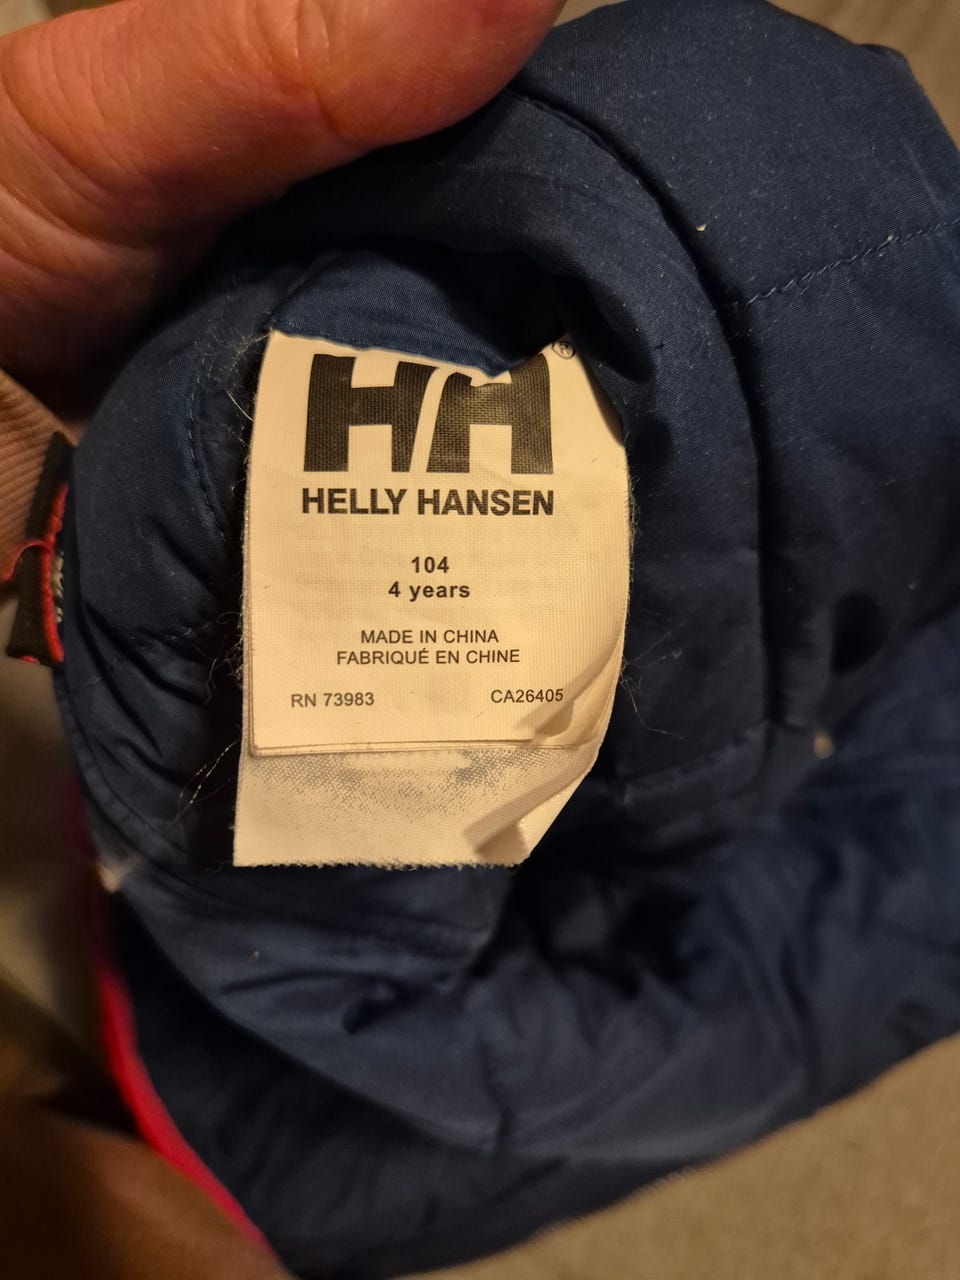 HH®
HELLY HANSEN
104
4 years
MADE IN CHINA
FABRIQUÉ EN CHINE
RN 73983 CA26405